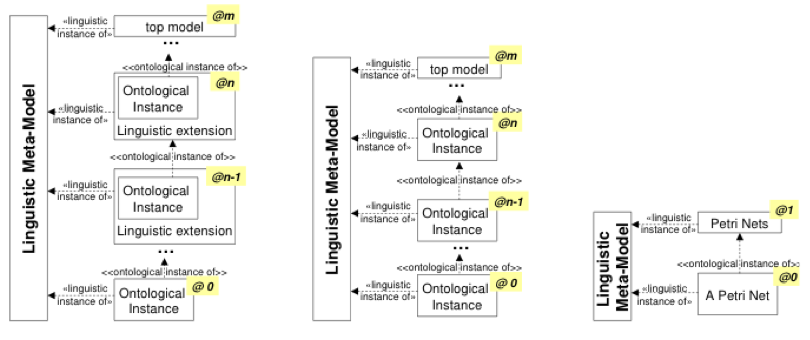 Linguistic Meta-Model
@m
«linguistic
instance of»
top model
...
<<ontological instance of>>
@n
Ontological
Instance
«linguistic
instance of»
Linguistic extension
<<ontological instance of>>
@n-1
Ontological
Instance
«linguistic
instance of»
Linguistic extension
...
<<ontological instance of>>
@ 0
«linguistic
instance of»
Ontological
Instance
Linguistic Meta-Model
@m
«linguistic
instance of»
top model
...
<<ontological instance of>>
@n
«linguistic
instance of»
Ontological
Instance
<<ontological instance of>>
@n-1
«linguistic
instance of»
Ontological
Instance
...
<<ontological instance of>>
@ 0
«linguistic
instance of»
Ontological
Instance
Linguistic
Meta-Model
@1
«linguistic
instance of»
Petri Nets
<<ontological instance of>>
@0
«linguistic
instance of»
A Petri Net